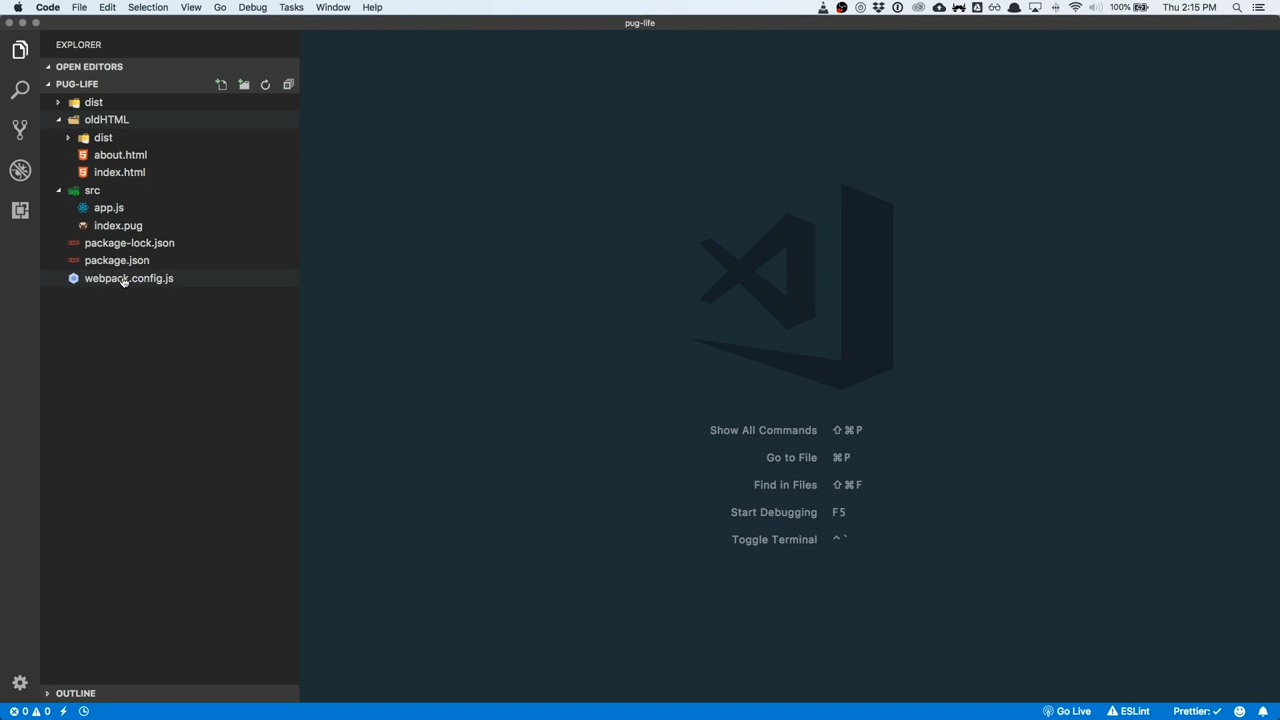 Code File Edit Selection View Go Debug Tasks Window Help 100% Thu 2:15 PM
pug-life
EXPLORER
OPEN EDITORS
PUG-LIFE
dist
oldHTML
dist
about.html
index.html
src
app.js
index.pug
package-lock.json
package.json
webpack.config.js
Show All Commands ⇧⌘P
Go to File ⌘P
Find in Files ⇧⌘F
Start Debugging F5
Toggle Terminal ⌃`
OUTLINE
0 0 Go Live ESLint Prettier: ✓